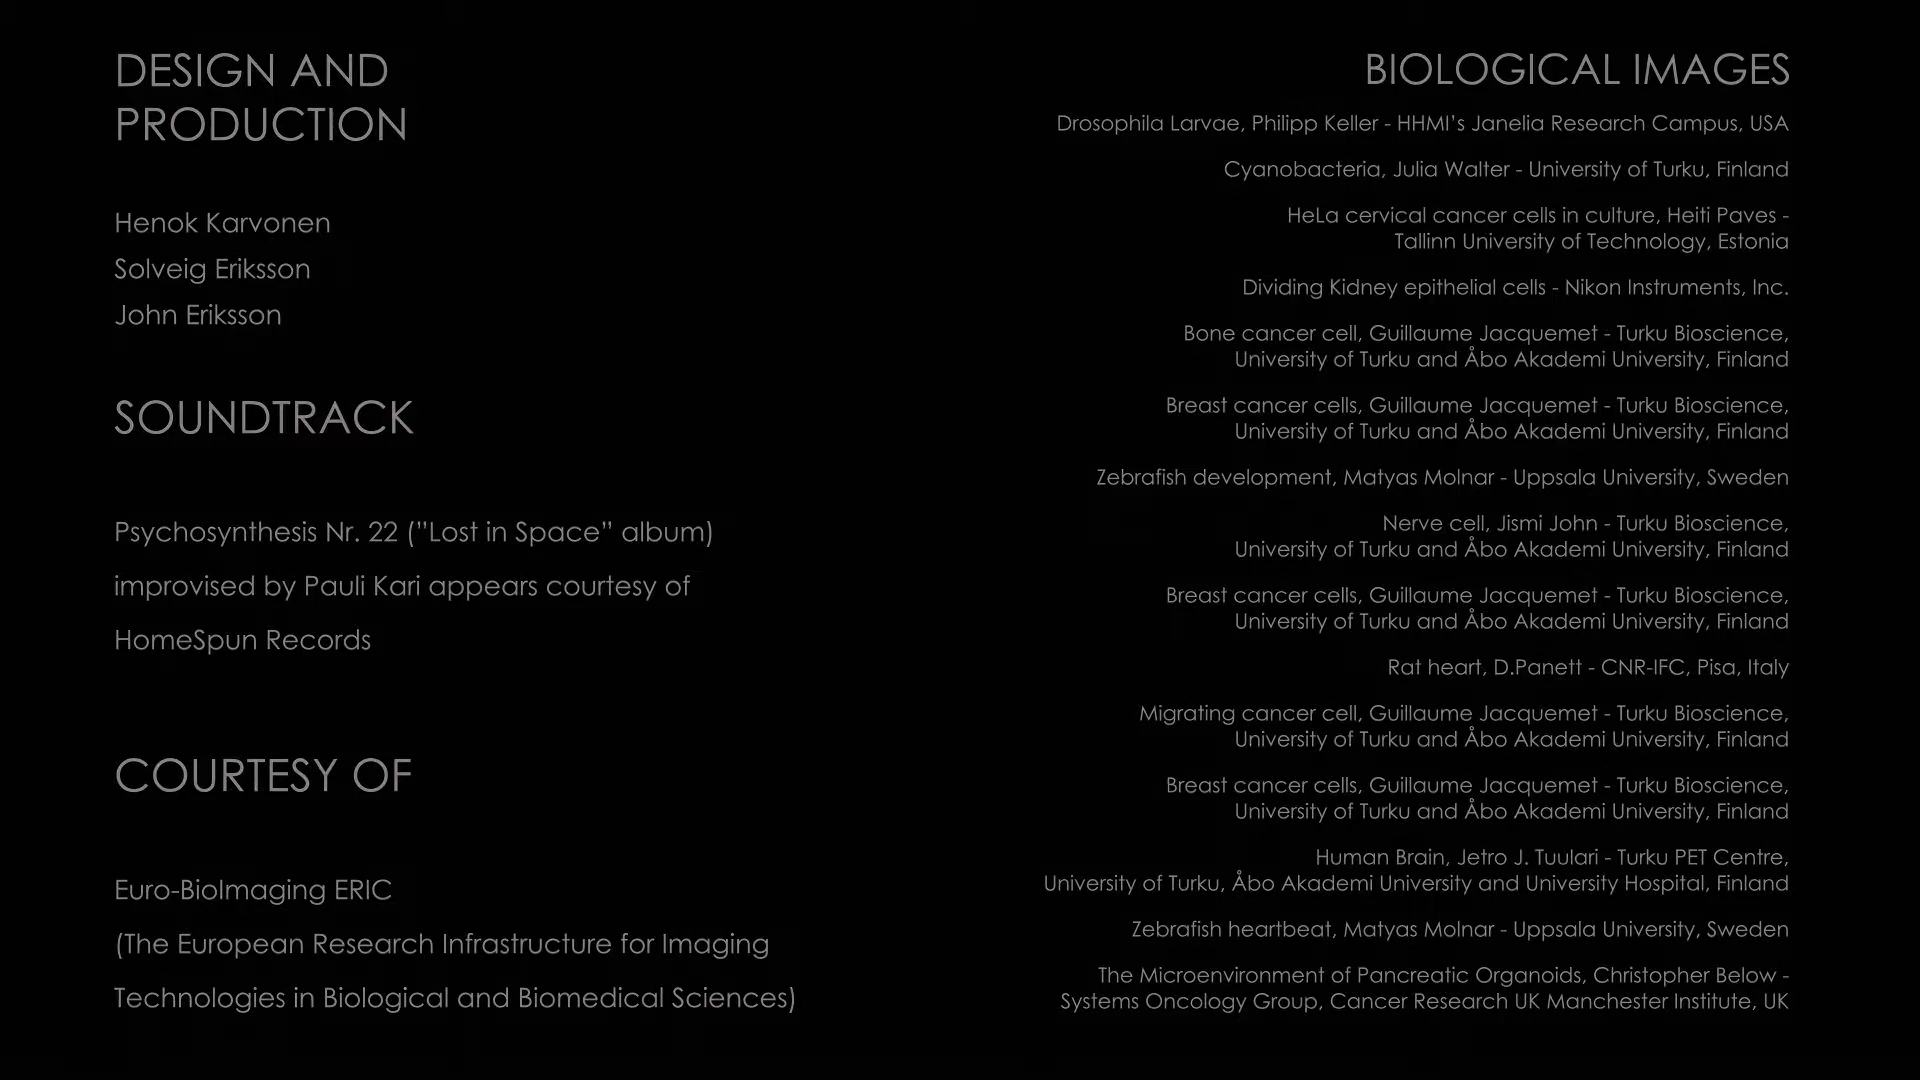 DESIGN AND
PRODUCTION
Henok Karvonen
Solveig Eriksson
John Eriksson
SOUNDTRACK
Psychosynthesis Nr. 22 (”Lost in Space” album)
improvised by Pauli Kari appears courtesy of
HomeSpun Records
COURTESY OF
Euro-BioImaging ERIC
(The European Research Infrastructure for Imaging
Technologies in Biological and Biomedical Sciences)
BIOLOGICAL IMAGES
Drosophila Larvae, Philipp Keller - HHMI’s Janelia Research Campus, USA
Cyanobacteria, Julia Walter - University of Turku, Finland
HeLa cervical cancer cells in culture, Heiti Paves -
Tallinn University of Technology, Estonia
Dividing Kidney epithelial cells - Nikon Instruments, Inc.
Bone cancer cell, Guillaume Jacquemet - Turku Bioscience,
University of Turku and Åbo Akademi University, Finland
Breast cancer cells, Guillaume Jacquemet - Turku Bioscience,
University of Turku and Åbo Akademi University, Finland
Zebrafish development, Matyas Molnar - Uppsala University, Sweden
Nerve cell, Jismi John - Turku Bioscience,
University of Turku and Åbo Akademi University, Finland
Breast cancer cells, Guillaume Jacquemet - Turku Bioscience,
University of Turku and Åbo Akademi University, Finland
Rat heart, D.Panett - CNR-IFC, Pisa, Italy
Migrating cancer cell, Guillaume Jacquemet - Turku Bioscience,
University of Turku and Åbo Akademi University, Finland
Breast cancer cells, Guillaume Jacquemet - Turku Bioscience,
University of Turku and Åbo Akademi University, Finland
Human Brain, Jetro J. Tuulari - Turku PET Centre,
University of Turku, Åbo Akademi University and University Hospital, Finland
Zebrafish heartbeat, Matyas Molnar - Uppsala University, Sweden
The Microenvironment of Pancreatic Organoids, Christopher Below -
Systems Oncology Group, Cancer Research UK Manchester Institute, UK